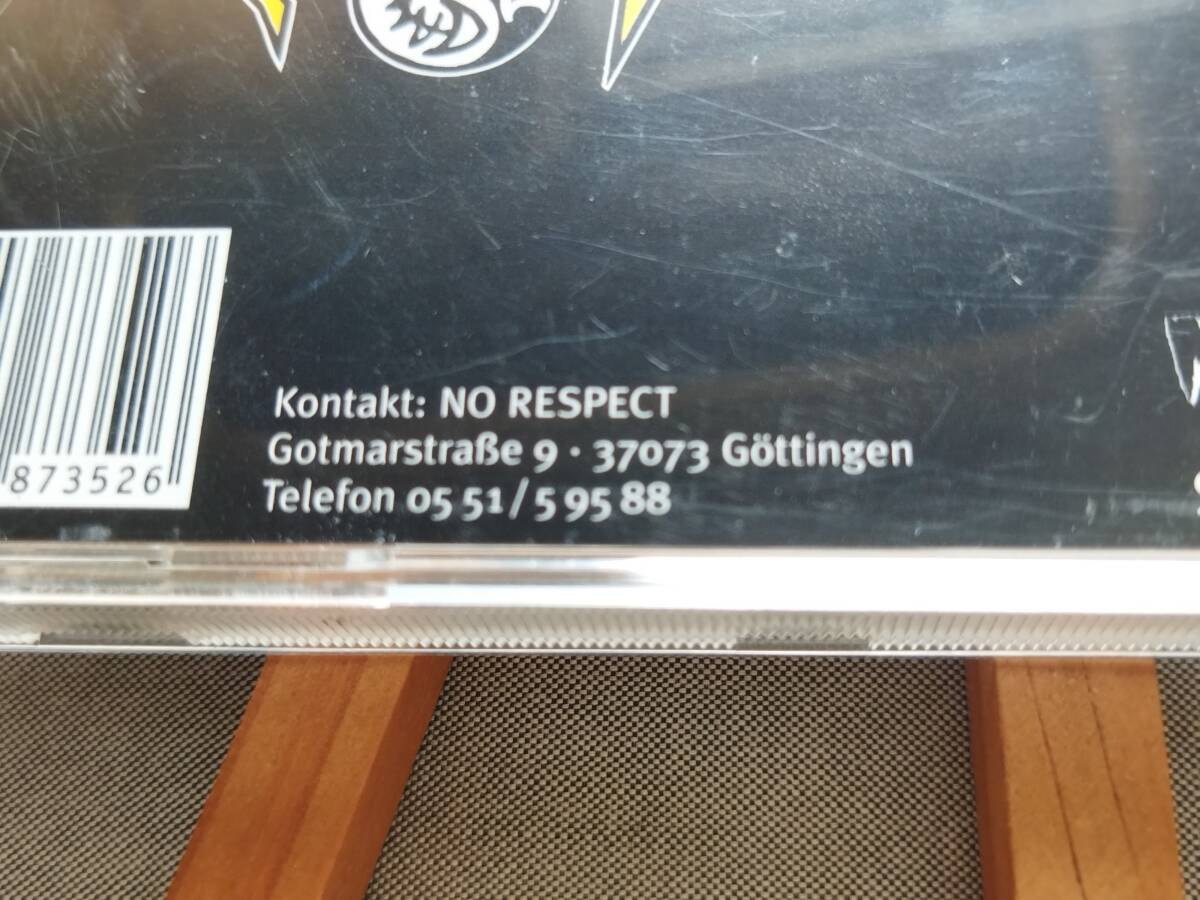 873526
Kontakt: NO RESPECT
Gotmarstraße 9 · 37073 Göttingen
Telefon 05 51/5 95 88